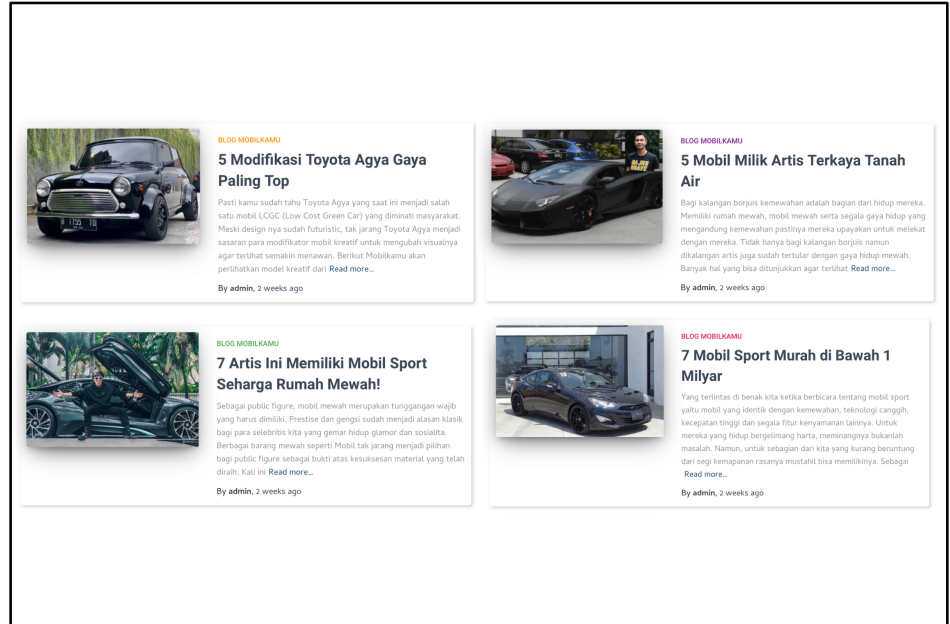 BLOG MOBILKAMU
5 Modifikasi Toyota Agya Gaya
Paling Top
Pasti kamu sudah tahu Toyota Agya yang saat ini menjadi salah
satu mobil LCGC (Low Cost Green Car) yang diminati masyarakat.
Meski design nya sudah futuristic, tak jarang Toyota Agya menjadi
sasaran para modifikator mobil kreatif untuk mengubah visualnya
agar terlihat semakin menawan. Berikut Mobilkamu akan
perlihatkan model kreatif dari Read more...
By admin, 2 weeks ago
BLOG MOBILKAMU
5 Mobil Milik Artis Terkaya Tanah
Air
Bagi kalangan borjuis kemewahan adalah bagian dari hidup mereka.
Memiliki rumah mewah, mobil mewah serta segala gaya hidup yang
mengandung kemewahan pastinya mereka upayakan untuk melekat
dengan mereka. Tidak hanya bagi kalangan borjuis namun
dikalangan artis juga sudah tertular dengan gaya hidup mewah.
Banyak hal yang bisa ditunjukkan agar terlihat Read more...
By admin, 2 weeks ago
BLOG MOBILKAMU
7 Artis Ini Memiliki Mobil Sport
Seharga Rumah Mewah!
Sebagai public figure, mobil mewah merupakan tunggangan wajib
yang harus dimiliki. Prestise dan gengsi sudah menjadi alasan klasik
bagi para selebritis kita yang gemar hidup glamor dan sosialita.
Berbagai barang mewah seperti Mobil tak jarang menjadi pilihan
bagi public figure sebagai bukti atas kesuksesan material yang telah
diraih. Kali ini Read more...
By admin, 2 weeks ago
BLOG MOBILKAMU
7 Mobil Sport Murah di Bawah 1
Milyar
Yang terlintas di benak kita ketika berbicara tentang mobil sport
yaitu mobil yang identik dengan kemewahan, teknologi canggih,
kecepatan tinggi dan segala fitur kenyamanan lainnya. Untuk
mereka yang hidup bergelimang harta, meminangnya bukanlah
masalah. Namun, untuk sebagian dari kita yang kurang beruntung
dari segi kemapanan rasanya mustahil bisa memilikinya. Sebagai
Read more...
By admin, 2 weeks ago